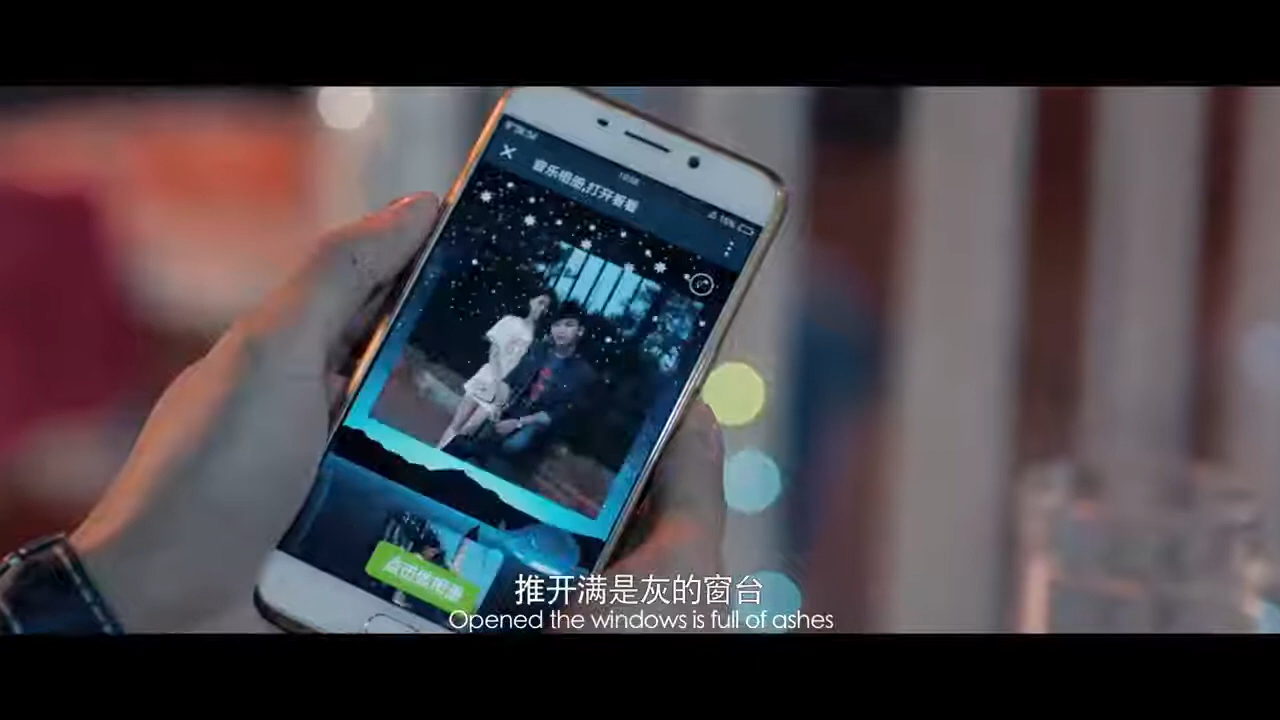 音乐相册,打开看看
推开满是灰的窗台
Opened the windows is full of ashes